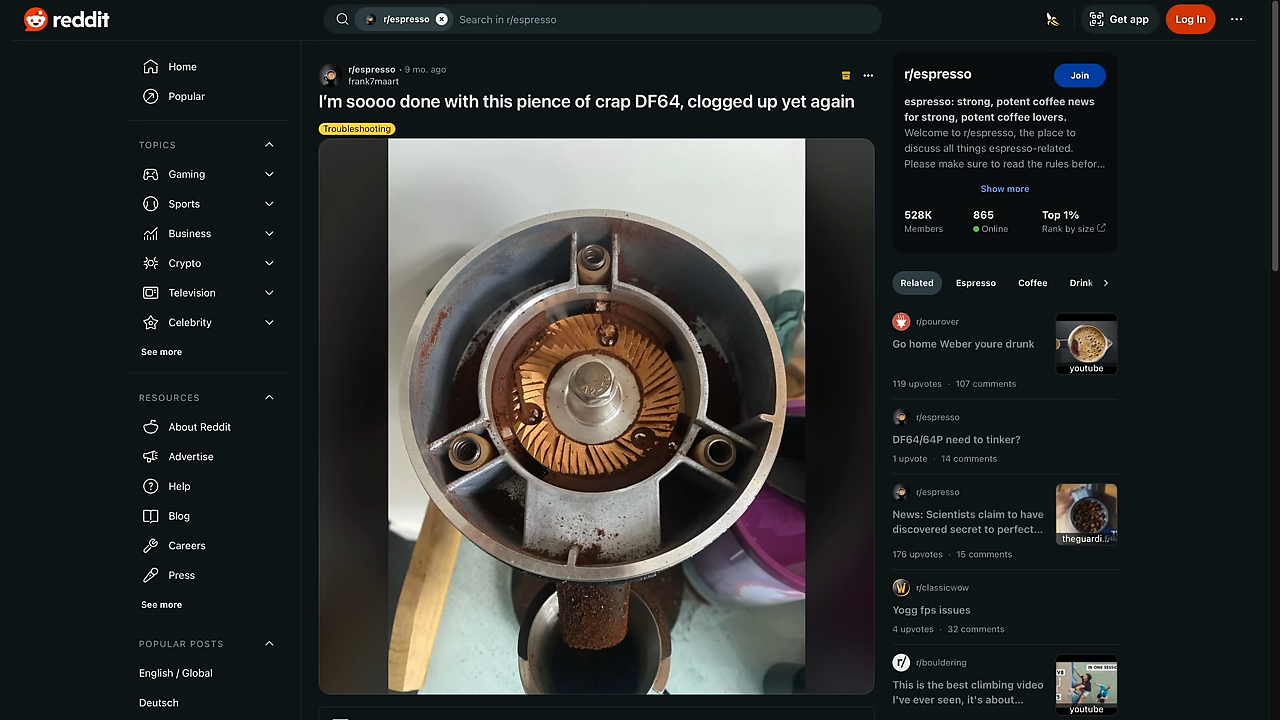 reddit
r/espresso
Search in r/espresso
Get app
Log In
Home
Popular
TOPICS
Gaming
Sports
Business
Crypto
Television
Celebrity
See more
RESOURCES
About Reddit
Advertise
Help
Blog
Careers
Press
See more
POPULAR POSTS
English / Global
Deutsch
r/espresso • 9 mo. ago
frank7maart
I'm soooo done with this pience of crap DF64, clogged up yet again
Troubleshooting
r/espresso
Join
espresso: strong, potent coffee news
for strong, potent coffee lovers.
Welcome to r/espresso, the place to
discuss all things espresso-related.
Please make sure to read the rules befor...
Show more
528K
Members
865
Online
Top 1%
Rank by size
Related
Espresso
Coffee
Drink
r/pourover
Go home Weber youre drunk
youtube
119 upvotes · 107 comments
r/espresso
DF64/64P need to tinker?
1 upvote · 14 comments
r/espresso
News: Scientists claim to have
discovered secret to perfect...
theguardi...
176 upvotes · 15 comments
r/classicwow
Yogg fps issues
4 upvotes · 32 comments
r/bouldering
This is the best climbing video
I've ever seen, it's about...
IN ONE SESSI
youtube